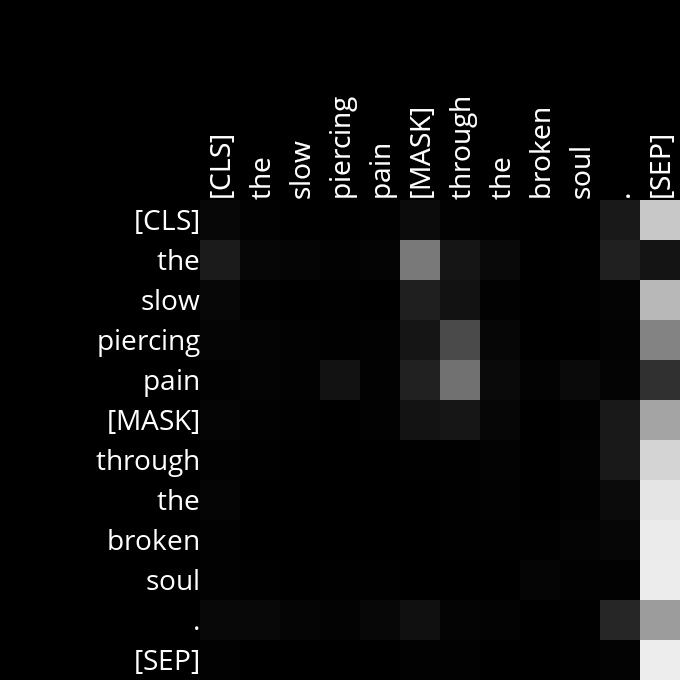 [CLS] the slow piercing pain [MASK] through the broken soul . [SEP]
[CLS]
the
slow
piercing
pain
[MASK]
through
the
broken
soul
.
[SEP]